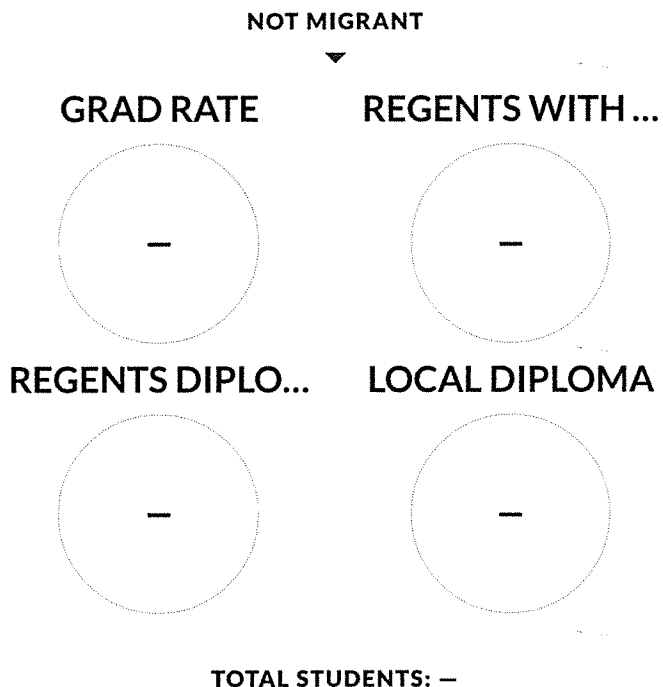 NOT MIGRANT
GRAD RATE REGENTS WITH ...
– –
REGENTS DIPLO... LOCAL DIPLOMA
– –
TOTAL STUDENTS: –